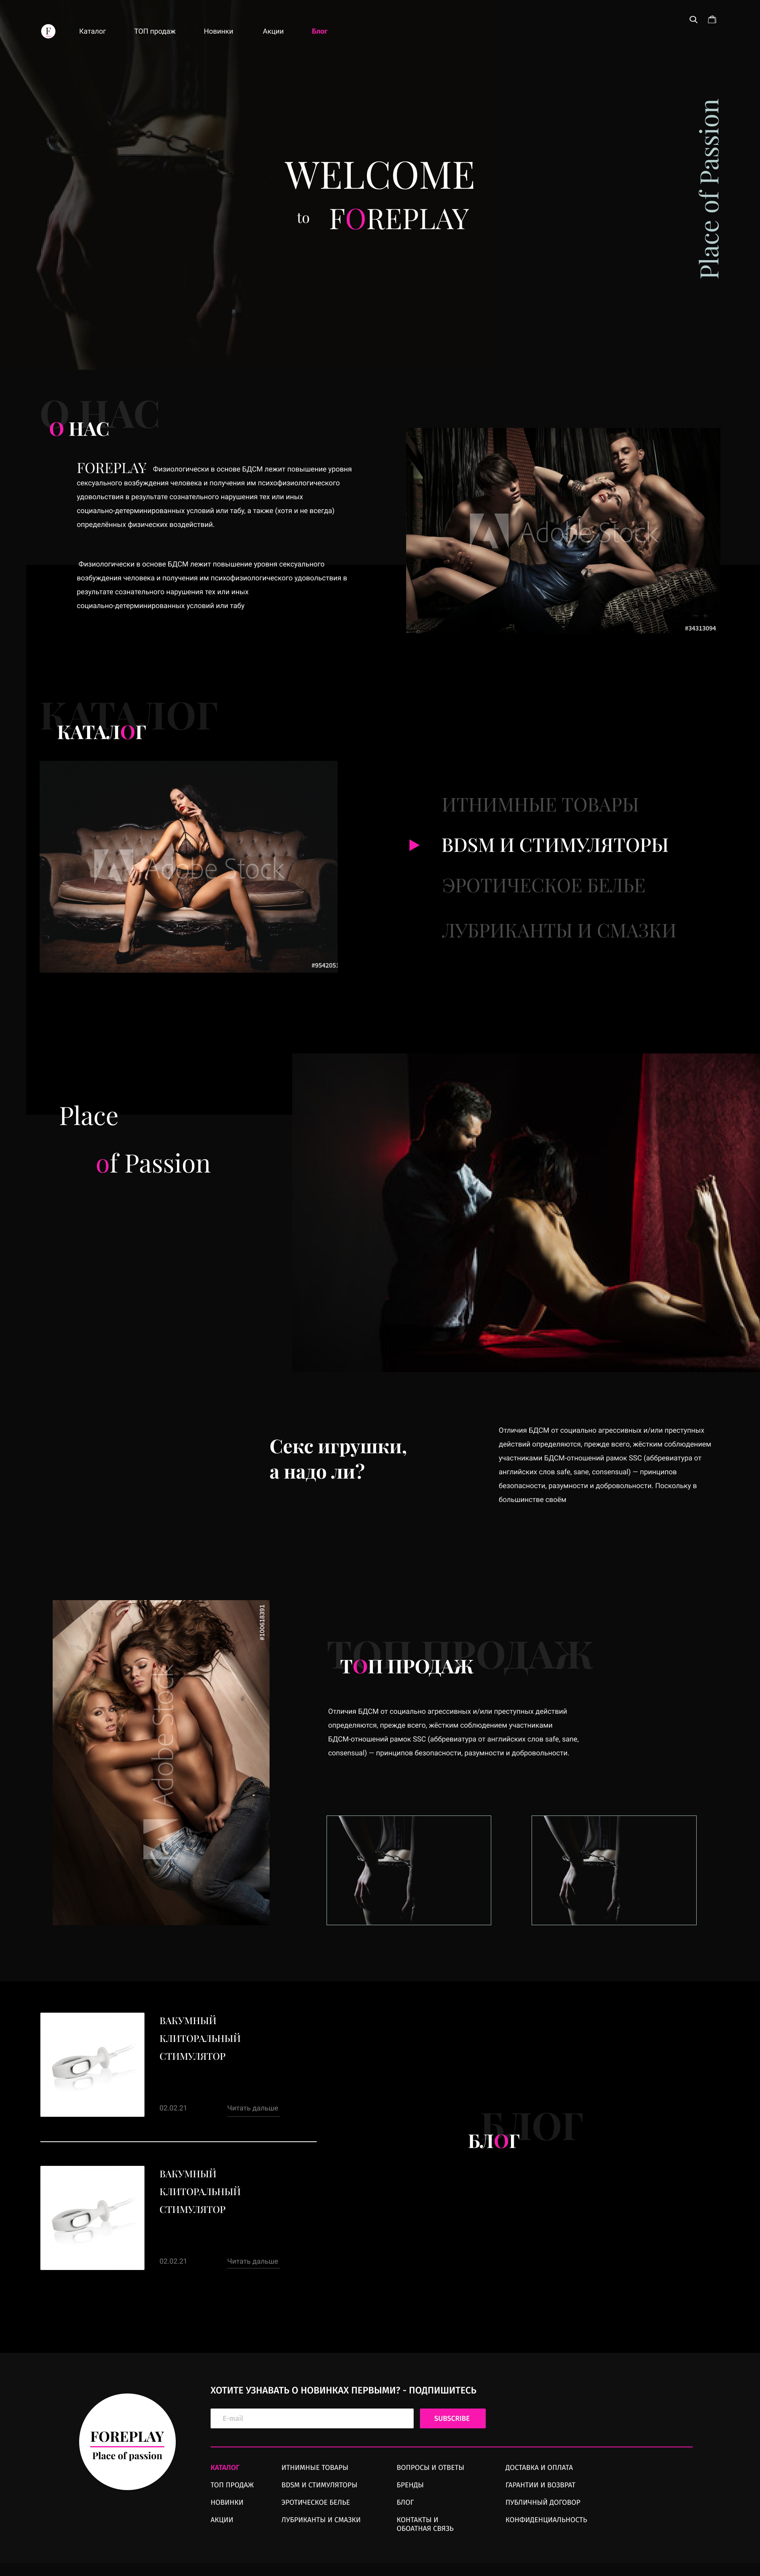 F
Каталог
ТОП продаж
Новинки
Акции
Блог
Place of Passion
WELCOME
to FOREPLAY
О НАС
О НАС
FOREPLAY Физиологически в основе БДСМ лежит повышение уровня
сексуального возбуждения человека и получения им психофизиологического
удовольствия в результате сознательного нарушения тех или иных
социально-детерминированных условий или табу, а также (хотя и не всегда)
определённых физических воздействий.
Физиологически в основе БДСМ лежит повышение уровня сексуального
возбуждения человека и получения им психофизиологического удовольствия в
результате сознательного нарушения тех или иных
социально-детерминированных условий или табу
Adobe Stock
#34313094
КАТАЛОГ
КАТАЛОГ
Adobe Stock
#9542051
ИТНИМНЫЕ ТОВАРЫ
BDSM И СТИМУЛЯТОРЫ
ЭРОТИЧЕСКОЕ БЕЛЬЕ
ЛУБРИКАНТЫ И СМАЗКИ
Place
of Passion
Секс игрушки,
а надо ли?
Отличия БДСМ от социально агрессивных и/или преступных
действий определяются, прежде всего, жёстким соблюдением
участниками БДСМ-отношений рамок SSC (аббревиатура от
английских слов safe, sane, consensual) — принципов
безопасности, разумности и добровольности. Поскольку в
большинстве своём
#100618391
Adobe Stock
ТОП ПРОДАЖ
ТОП ПРОДАЖ
Отличия БДСМ от социально агрессивных и/или преступных действий
определяются, прежде всего, жёстким соблюдением участниками
БДСМ-отношений рамок SSC (аббревиатура от английских слов safe, sane,
consensual) — принципов безопасности, разумности и добровольности.
ВАКУМНЫЙ
КЛИТОРАЛЬНЫЙ
СТИМУЛЯТОР
02.02.21
Читать дальше
БЛОГ
БЛОГ
ВАКУМНЫЙ
КЛИТОРАЛЬНЫЙ
СТИМУЛЯТОР
02.02.21
Читать дальше
FOREPLAY
Place of passion
ХОТИТЕ УЗНАВАТЬ О НОВИНКАХ ПЕРВЫМИ? - ПОДПИШИТЕСЬ
E-mail
SUBSCRIBE
КАТАЛОГ
ТОП ПРОДАЖ
НОВИНКИ
АКЦИИ
ИТНИМНЫЕ ТОВАРЫ
BDSM И СТИМУЛЯТОРЫ
ЭРОТИЧЕСКОЕ БЕЛЬЕ
ЛУБРИКАНТЫ И СМАЗКИ
ВОПРОСЫ И ОТВЕТЫ
БРЕНДЫ
БЛОГ
КОНТАКТЫ И
ОБОАТНАЯ СВЯЗЬ
ДОСТАВКА И ОПЛАТА
ГАРАНТИИ И ВОЗВРАТ
ПУБЛИЧНЫЙ ДОГОВОР
КОНФИДЕНЦИАЛЬНОСТЬ